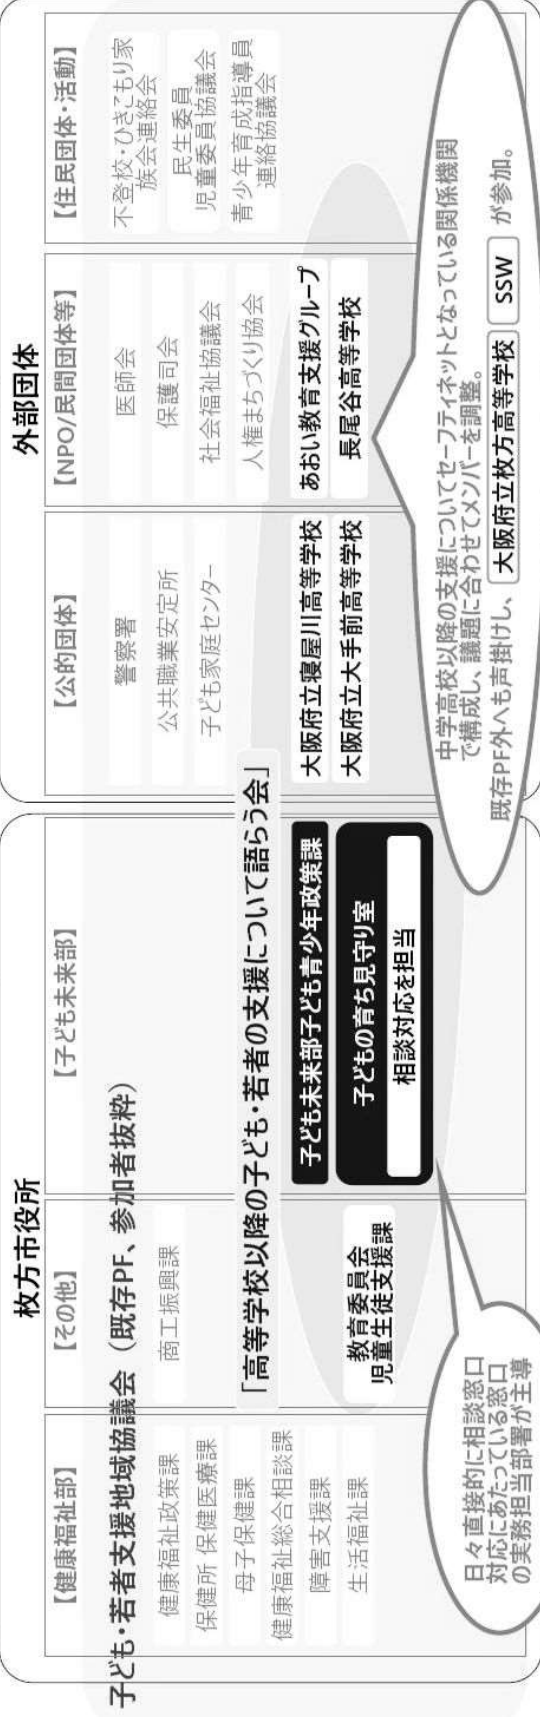 枚方市役所
外部団体
【健康福祉部】
【その他】
【子ども未来部】
【公的団体】
【NPO/民間団体等】
【住民団体・活動】
子ども・若者支援地域協議会（既存PF、参加者抜粋）
健康福祉政策課
保健所 保健医療課
母子保健課
健康福祉総合相談課
障害支援課
生活福祉課
商工振興課
警察署
公共職業安定所
子ども家庭センター
医師会
保護司会
社会福祉協議会
人権まちづくり協会
不登校・ひきこもり家
族会連絡会
民生委員
児童委員協議会
青少年育成指導員
連絡協議会
「高等学校以降の子ども・若者の支援について語らう会」
教育委員会
児童生徒支援課
子ども未来部子ども青少年政策課
子どもの育ち見守り室
相談対応を担当
大阪府立寝屋川高等学校
大阪府立大手前高等学校
あおい教育支援グループ
長尾谷高等学校
日々直接的に相談窓口
対応にあたっている窓口
の実務担当部署が主導
中学高校以降の支援についてセーフティネットとなっている関係機関
で構成し、議題に合わせてメンバーを調整。
既存PF外へも声掛けし、 大阪府立枚方高等学校 SSW が参加。